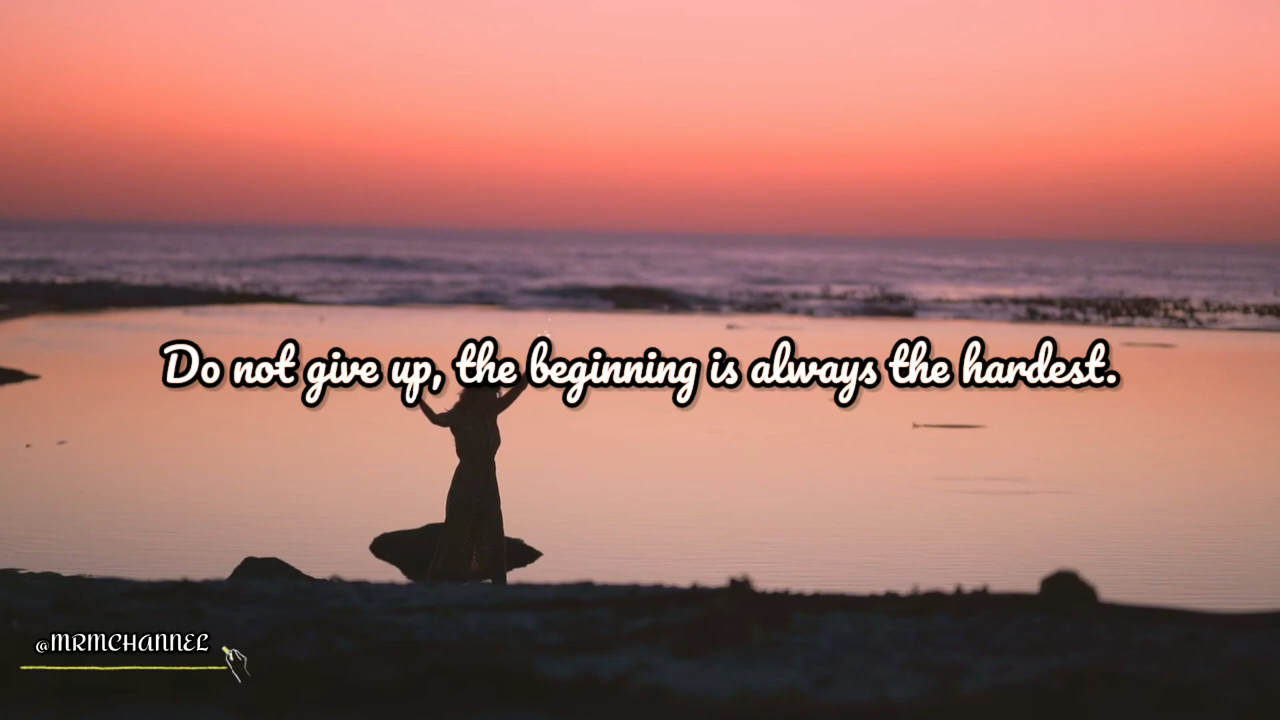 Do not give up, the beginning is always the hardest.
@MRMCHANNEL